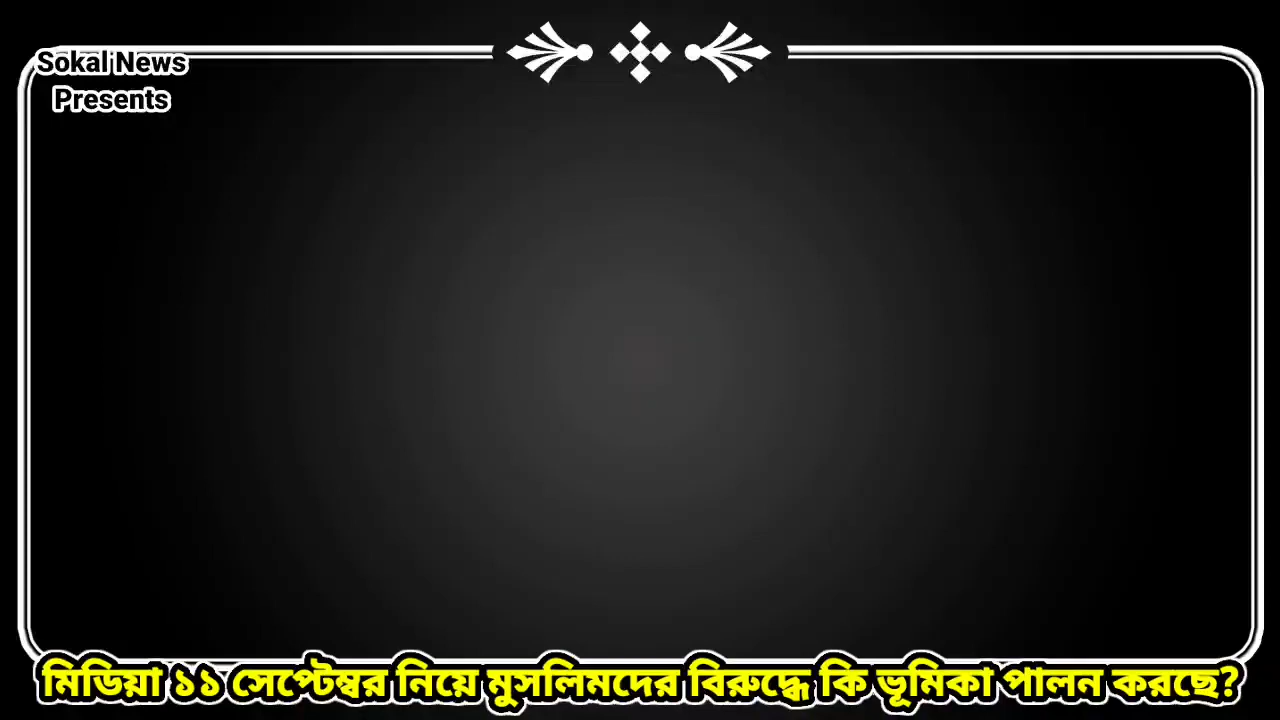 Sokal News
Presents
মিডিয়া ১১ সেপ্টেম্বর নিয়ে মুসলিমদের বিরুদ্ধে কি ভূমিকা পালন করছে?